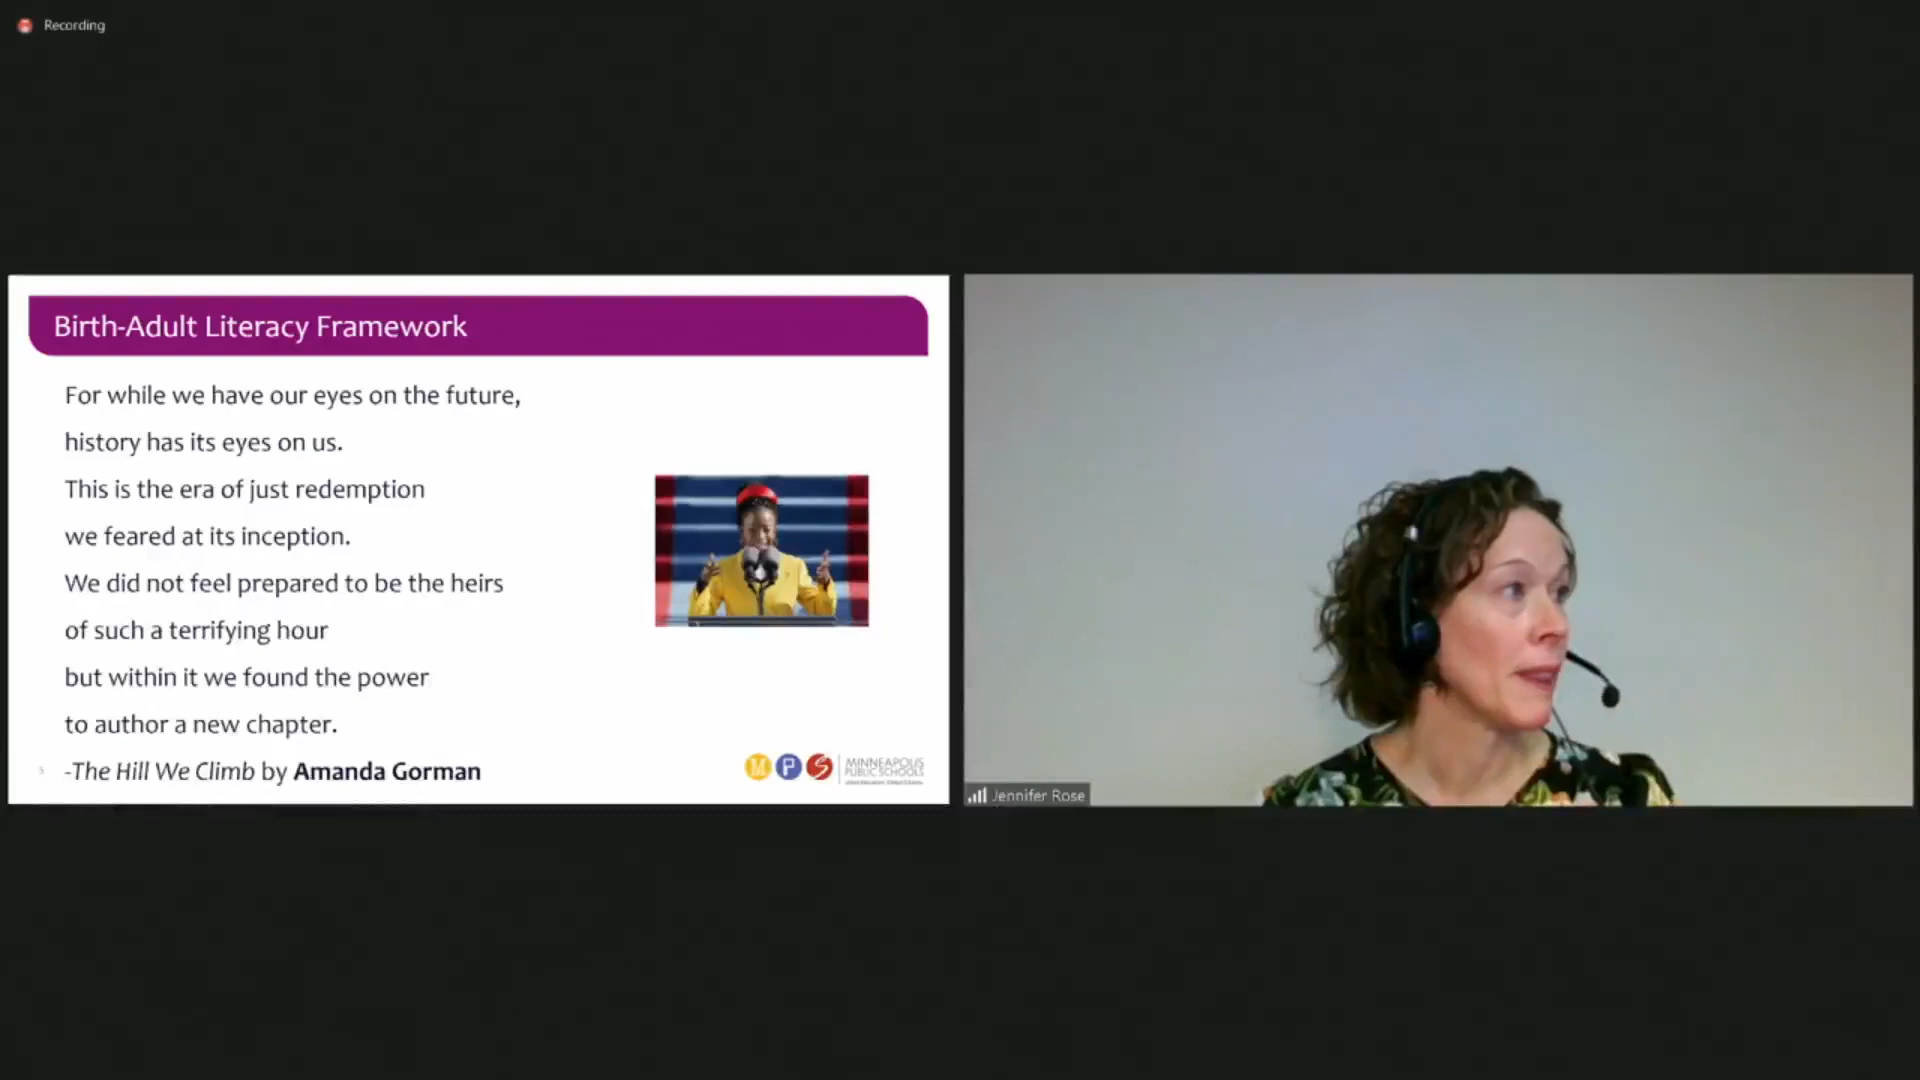 Recording
Birth-Adult Literacy Framework
For while we have our eyes on the future,
history has its eyes on us.
This is the era of just redemption
we feared at its inception.
We did not feel prepared to be the heirs
of such a terrifying hour
but within it we found the power
to author a new chapter.
-The Hill We Climb by Amanda Gorman
MPS
MINNEAPOLIS
PUBLIC SCHOOLS
Jennifer Rose